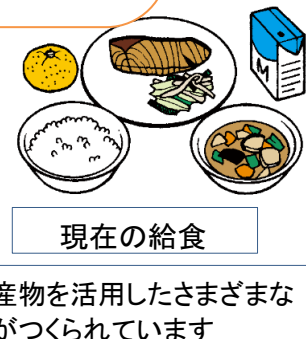 M
現在の給食
産物を活用したさまざまな
がつくられています